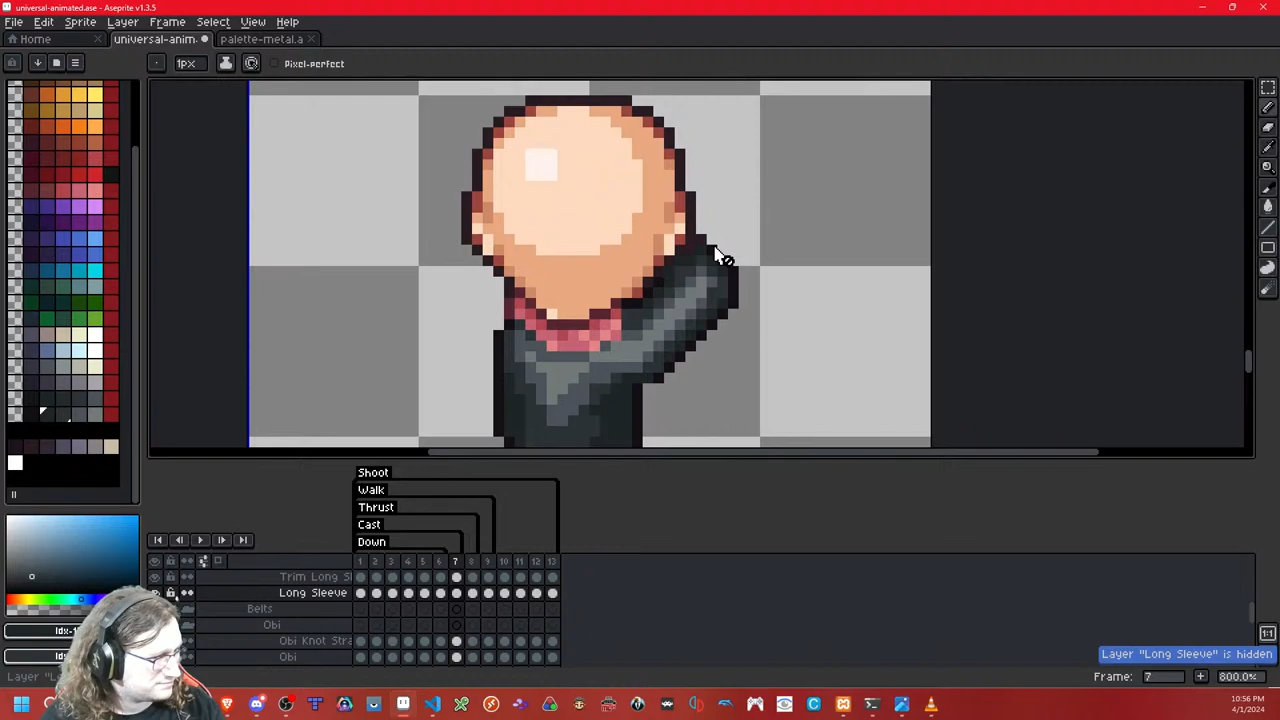 universal-animated.ase - Aseprite v1.3.5
File Edit Sprite Layer Frame Select View Help
Home universal-anim. palette-metal.a
1px Pixel-perfect
Shoot
Walk
Thrust
Cast
Down
1 2 3 4 5 6 7 8 9 10 11 12 13
Trim Long S
Long Sleeve
Belts
Obi
Obi Knot Stra
Obi
1:1
Layer "Long Sleeve" is hidden
Frame: 7 + 800.0%
10:56 PM
4/1/2024